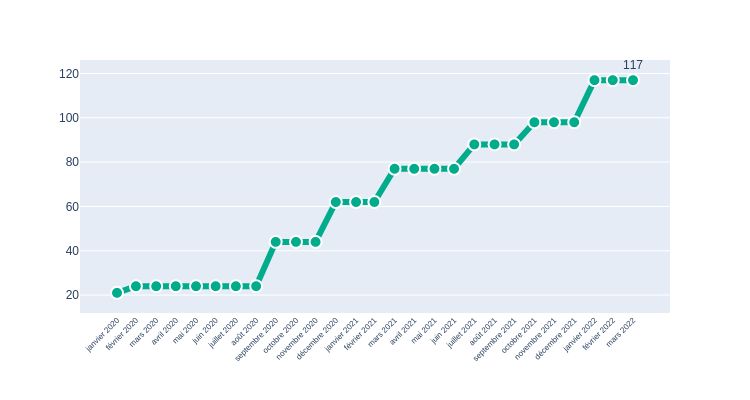 117
120
100
80
60
40
20
janvier 2020
février 2020
mars 2020
avril 2020
mai 2020
juin 2020
juillet 2020
août 2020
septembre 2020
octobre 2020
novembre 2020
décembre 2020
janvier 2021
février 2021
mars 2021
avril 2021
mai 2021
juin 2021
juillet 2021
août 2021
septembre 2021
octobre 2021
novembre 2021
décembre 2021
janvier 2022
février 2022
mars 2022